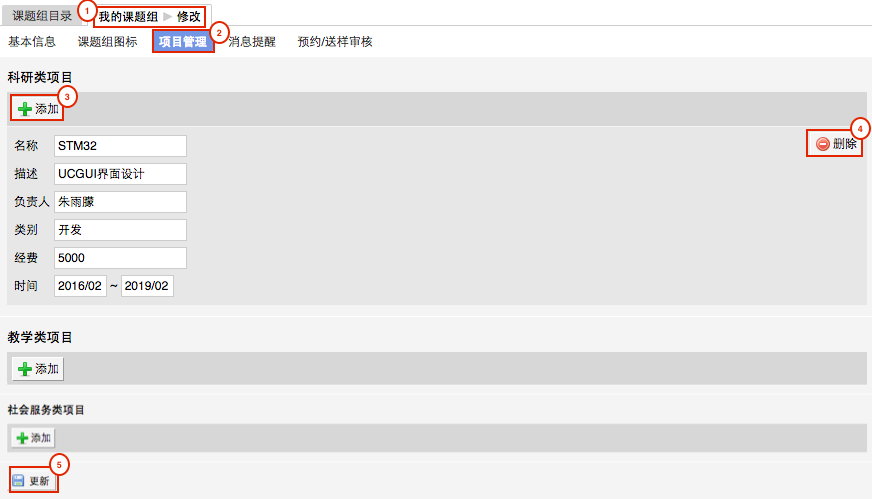 课题组目录 1 我的课题组 ▶ 修改
基本信息 课题组图标 项目管理 2 消息提醒 预约/送样审核
科研类项目
添加 3
4 删除
名称 STM32
描述 UCGUI界面设计
负责人 朱雨朦
类别 开发
经费 5000
时间 2016/02 ~ 2019/02
教学类项目
添加
社会服务类项目
添加
更新 5